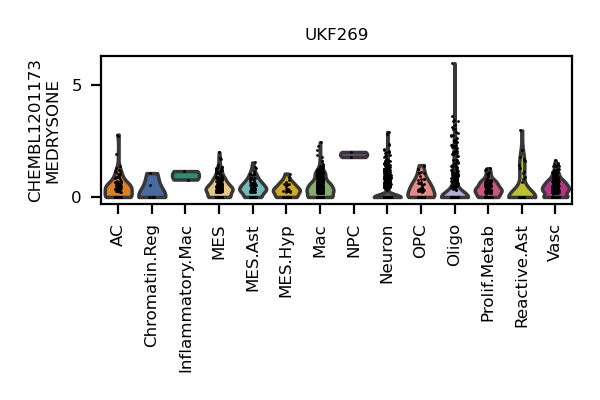 UKF269
CHEMBL1201173
MEDRYSONE
5
0
AC
Chromatin.Reg
Inflammatory.Mac
MES
MES.Ast
MES.Hyp
Mac
NPC
Neuron
OPC
Oligo
Prolif.Metab
Reactive.Ast
Vasc